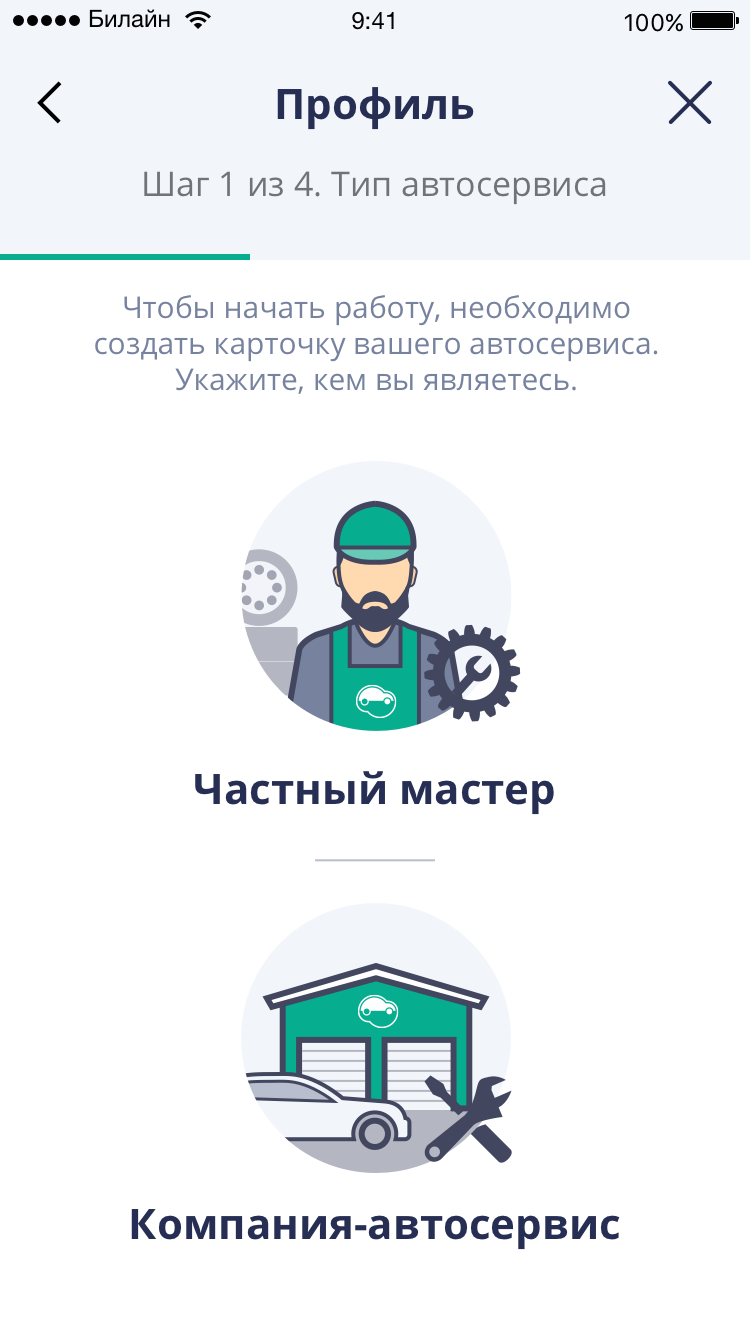 Билайн 9:41 100%
Профиль
Шаг 1 из 4. Тип автосервиса
Чтобы начать работу, необходимо
создать карточку вашего автосервиса.
Укажите, кем вы являетесь.
Частный мастер
Компания-автосервис